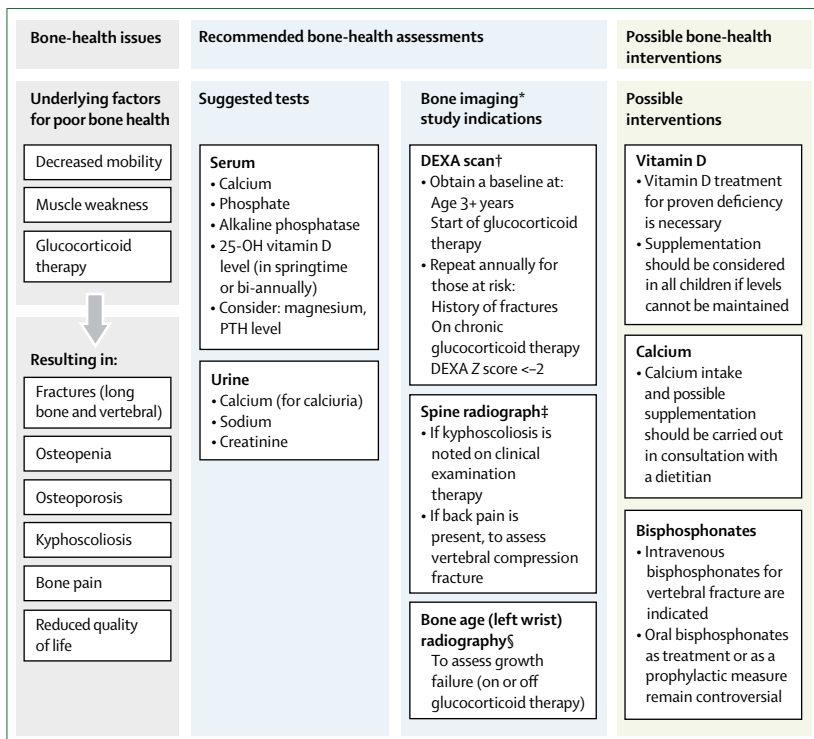 Bone-health issues
Recommended bone-health assessments
Possible bone-health
interventions
Underlying factors
for poor bone health
Decreased mobility
Muscle weakness
Glucocorticoid
therapy
Resulting in:
Fractures (long
bone and vertebral)
Osteopenia
Osteoporosis
Kyphoscoliosis
Bone pain
Reduced quality
of life
Suggested tests
Serum
• Calcium
• Phosphate
• Alkaline phosphatase
• 25-OH vitamin D
level (in springtime
or bi-annually)
• Consider: magnesium,
PTH level
Urine
• Calcium (for calciuria)
• Sodium
• Creatinine
Bone imaging*
study indications
DEXA scan†
• Obtain a baseline at:
Age 3+ years
Start of glucocorticoid
therapy
• Repeat annually for
those at risk:
History of fractures
On chronic
glucocorticoid therapy
DEXA Z score <–2
Spine radiograph‡
• If kyphoscoliosis is
noted on clinical
examination
therapy
• If back pain is
present, to assess
vertebral compression
fracture
Bone age (left wrist)
radiography§
To assess growth
failure (on or off
glucocorticoid therapy)
Possible
interventions
Vitamin D
• Vitamin D treatment
for proven deficiency
is necessary
• Supplementation
should be considered
in all children if levels
cannot be maintained
Calcium
• Calcium intake
and possible
supplementation
should be carried out
in consultation with
a dietitian
Bisphosphonates
• Intravenous
bisphosphonates for
vertebral fracture are
indicated
• Oral bisphosphonates
as treatment or as a
prophylactic measure
remain controversial